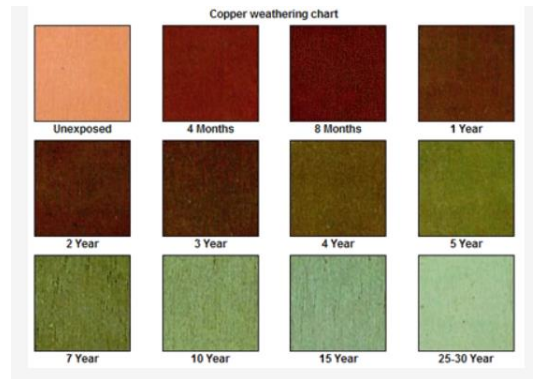 Copper weathering chart
Unexposed
4 Months
8 Months
1 Year
2 Year
3 Year
4 Year
5 Year
7 Year
10 Year
15 Year
25-30 Year